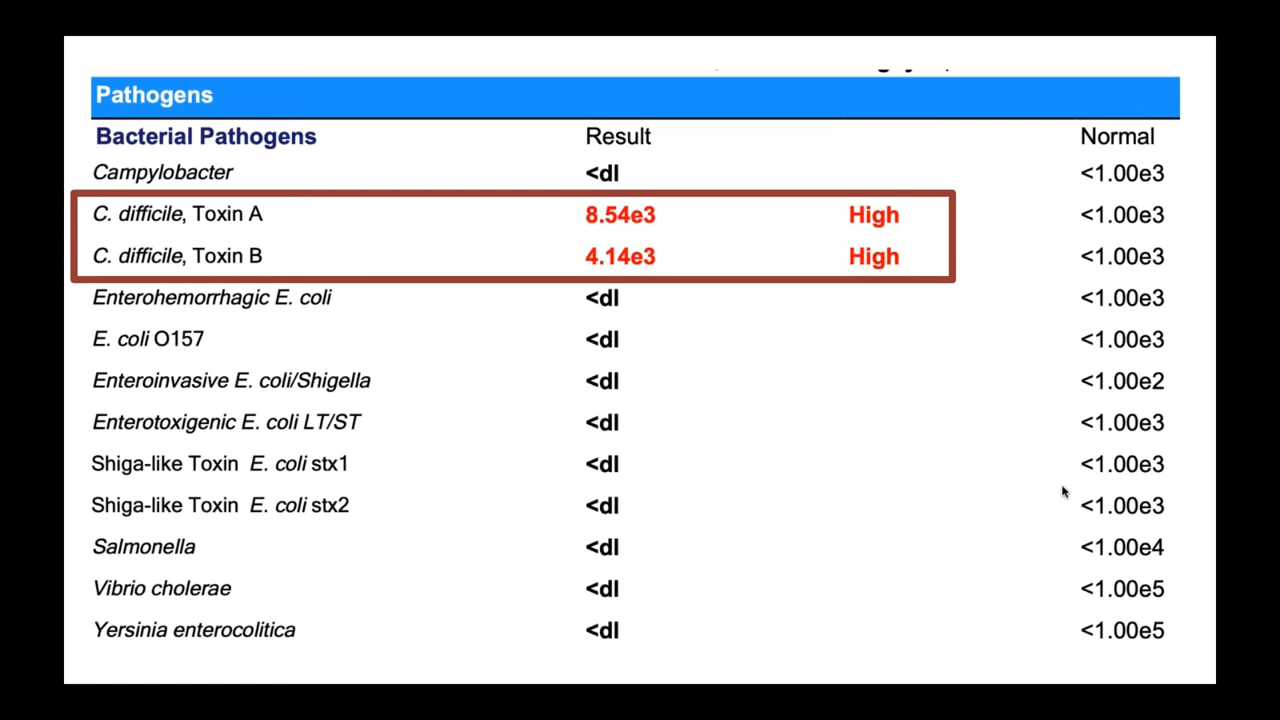 Pathogens
Bacterial Pathogens Result Normal
Campylobacter <dl <1.00e3
C. difficile, Toxin A 8.54e3 High <1.00e3
C. difficile, Toxin B 4.14e3 High <1.00e3
Enterohemorrhagic E. coli <dl <1.00e3
E. coli O157 <dl <1.00e3
Enteroinvasive E. coli/Shigella <dl <1.00e2
Enterotoxigenic E. coli LT/ST <dl <1.00e3
Shiga-like Toxin E. coli stx1 <dl <1.00e3
Shiga-like Toxin E. coli stx2 <dl <1.00e3
Salmonella <dl <1.00e4
Vibrio cholerae <dl <1.00e5
Yersinia enterocolitica <dl <1.00e5